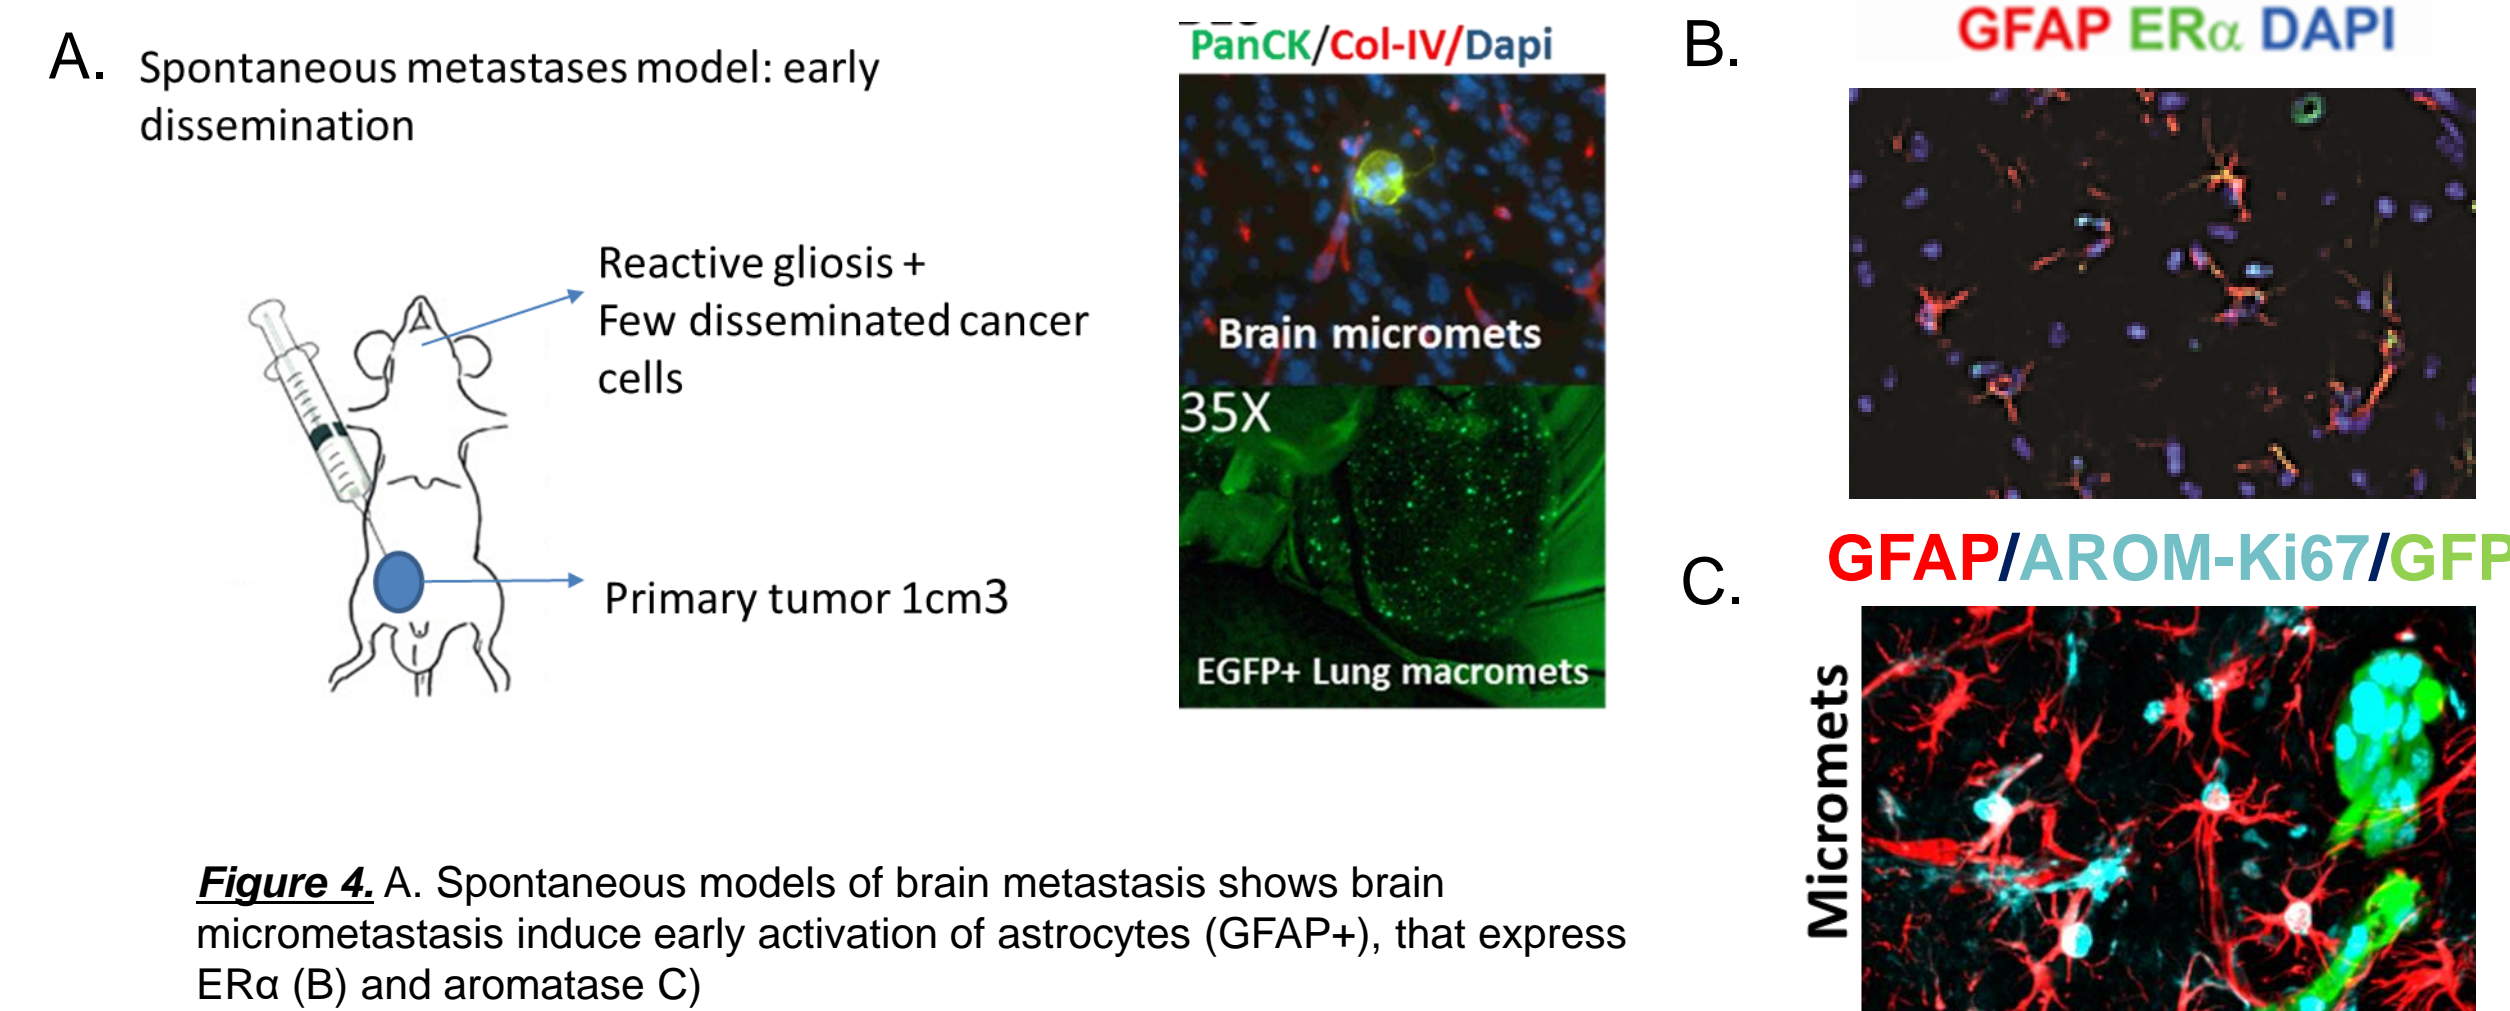 A.
Spontaneous metastases model: early
dissemination
Reactive gliosis +
Few disseminated cancer
cells
Primary tumor 1cm3
PanCK/Col-IV/Dapi
Brain micromets
35X
EGFP+ Lung macromets
B.
GFAP ERα DAPI
C.
GFAP/AROM-Ki67/GFP
Micromets
Figure 4. A. Spontaneous models of brain metastasis shows brain
micrometastasis induce early activation of astrocytes (GFAP+), that express
ERα (B) and aromatase C)